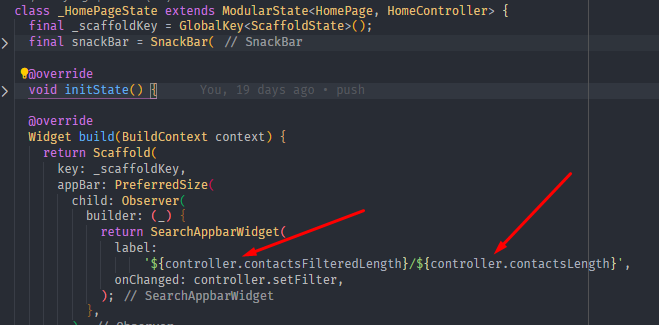 class _HomePageState extends ModularState<HomePage, HomeController> {
final _scaffoldKey = GlobalKey<ScaffoldState>();
final snackBar = SnackBar( // SnackBar
@override
void initState() { You, 19 days ago • push
@override
Widget build(BuildContext context) {
return Scaffold(
key: _scaffoldKey,
appBar: PreferredSize(
child: Observer(
builder: (_) {
return SearchAppbarWidget(
label:
'${controller.contactsFilteredLength}/${controller.contactsLength}',
onChanged: controller.setFilter,
); // SearchAppbarWidget
},
), // Observer